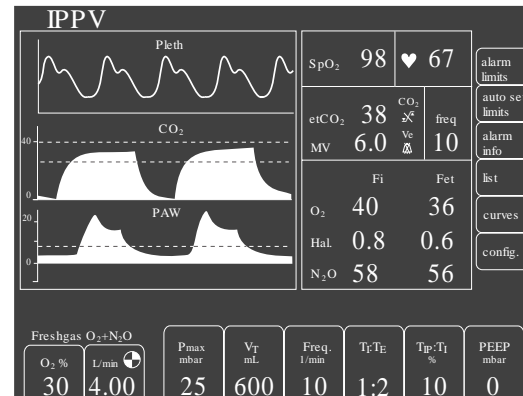 IPPV
Pleth
CO₂
40
0
PAW
20
0
SpO₂ 98 ♥ 67
etCO₂ 38 CO₂ freq
MV 6.0 Ve 10
Fi Fet
O₂ 40 36
Hal. 0.8 0.6
N₂O 58 56
alarm
limits
auto se
limits
alarm
info
list
curves
config.
Freshgas O₂+N₂O
O₂ % L/min
30 4.00
Pmax VT Freq. TI:TE TIP:TI PEEP
mbar mL 1/min % mbar
25 600 10 1:2 10 0